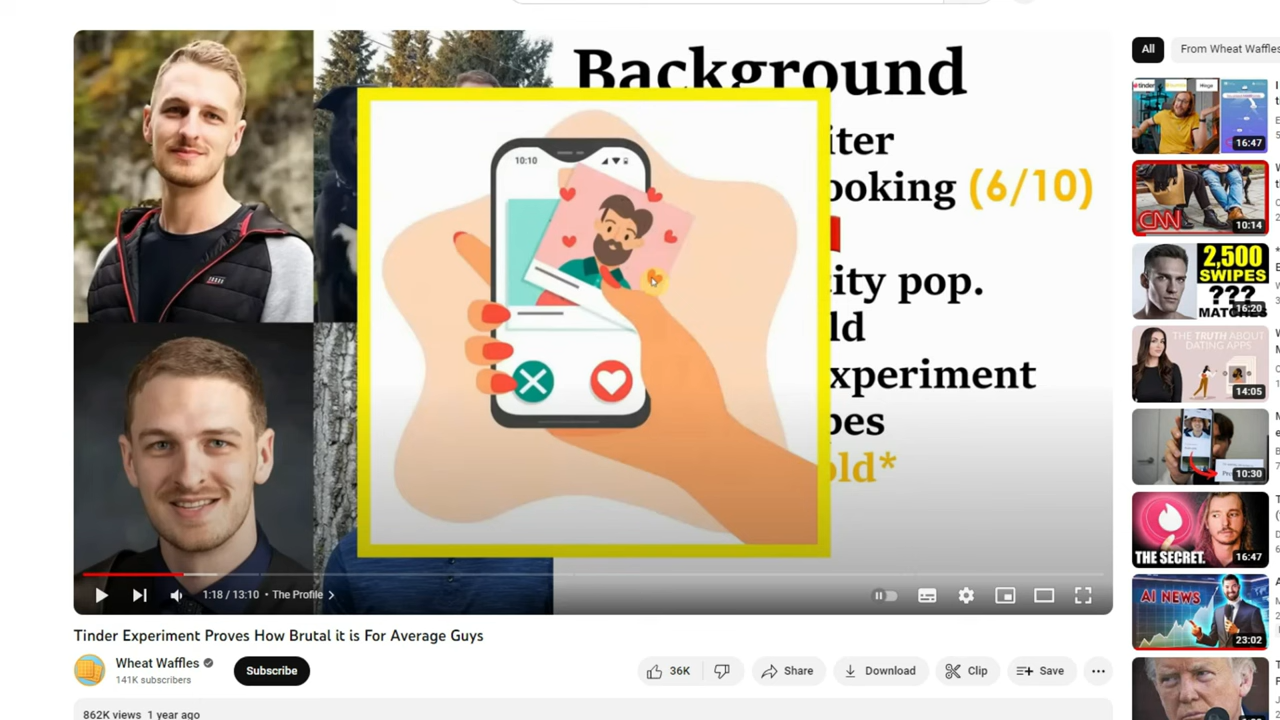 Background
iter
ooking (6/10)
city pop.
ld
xperiment
pes
old*
10:10
1:18 / 13:10 • The Profile
Tinder Experiment Proves How Brutal it is For Average Guys
Wheat Waffles
141K subscribers
Subscribe
36K
Share
Download
Clip
Save
862K views 1 year ago
All
From Wheat Waffles
16:47
CNN
10:14
2,500
SWIPES
???
MATCHES
16:20
THE TRUTH ABOUT
DATING APPS
14:05
10:30
THE SECRET.
16:47
AI NEWS
23:02